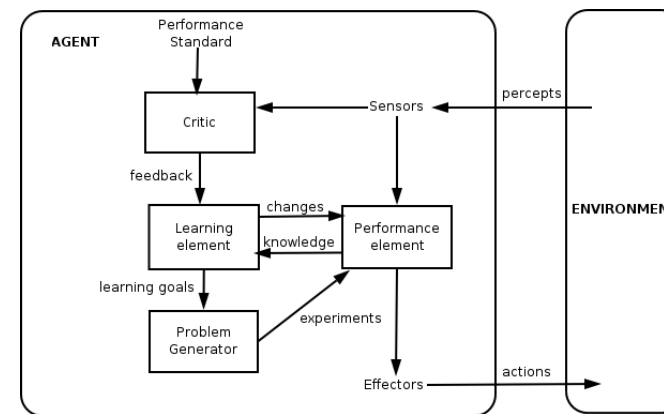 Performance
Standard
AGENT
percepts
Sensors
Critic
feedback
changes
Learning
element
Performance
element
ENVIRONMEN
knowledge
learning goals
experiments
Problem
Generator
actions
Effectors